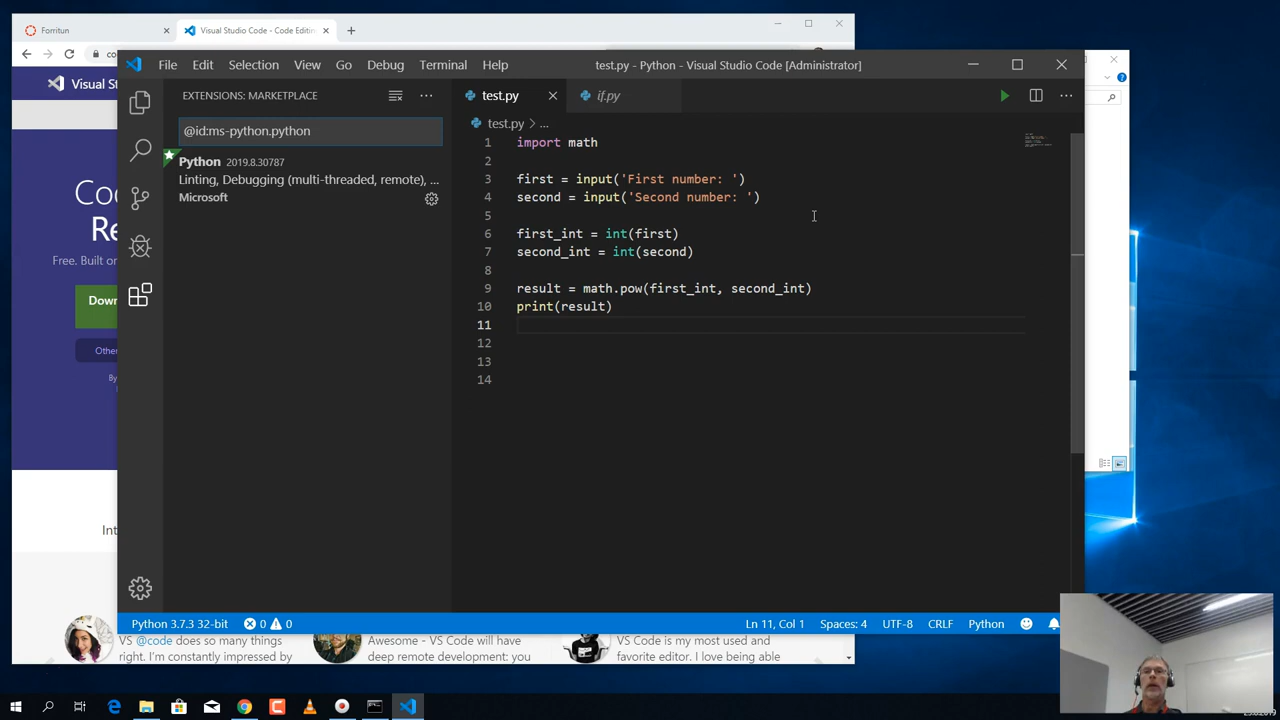 Forritun
Visual Studio Code - Code Editin
File Edit Selection View Go Debug Terminal Help
test.py - Python - Visual Studio Code [Administrator]
Visual St
EXTENSIONS: MARKETPLACE
@id:ms-python.python
Python 2019.8.30787
Linting, Debugging (multi-threaded, remote), ...
Microsoft
test.py
if.py
test.py > ...
1 import math
2
3 first = input('First number: ')
4 second = input('Second number: ')
5
6 first_int = int(first)
7 second_int = int(second)
8
9 result = math.pow(first_int, second_int)
10 print(result)
11
12
13
14
Free. Built on
Other
By
Python 3.7.3 32-bit 0 0 Ln 11, Col 1 Spaces: 4 UTF-8 CRLF Python
VS @code does so many things
right. I'm constantly impressed by
Awesome - VS Code will have
deep remote development: you
VS Code is my most used and
favorite editor. I love being able